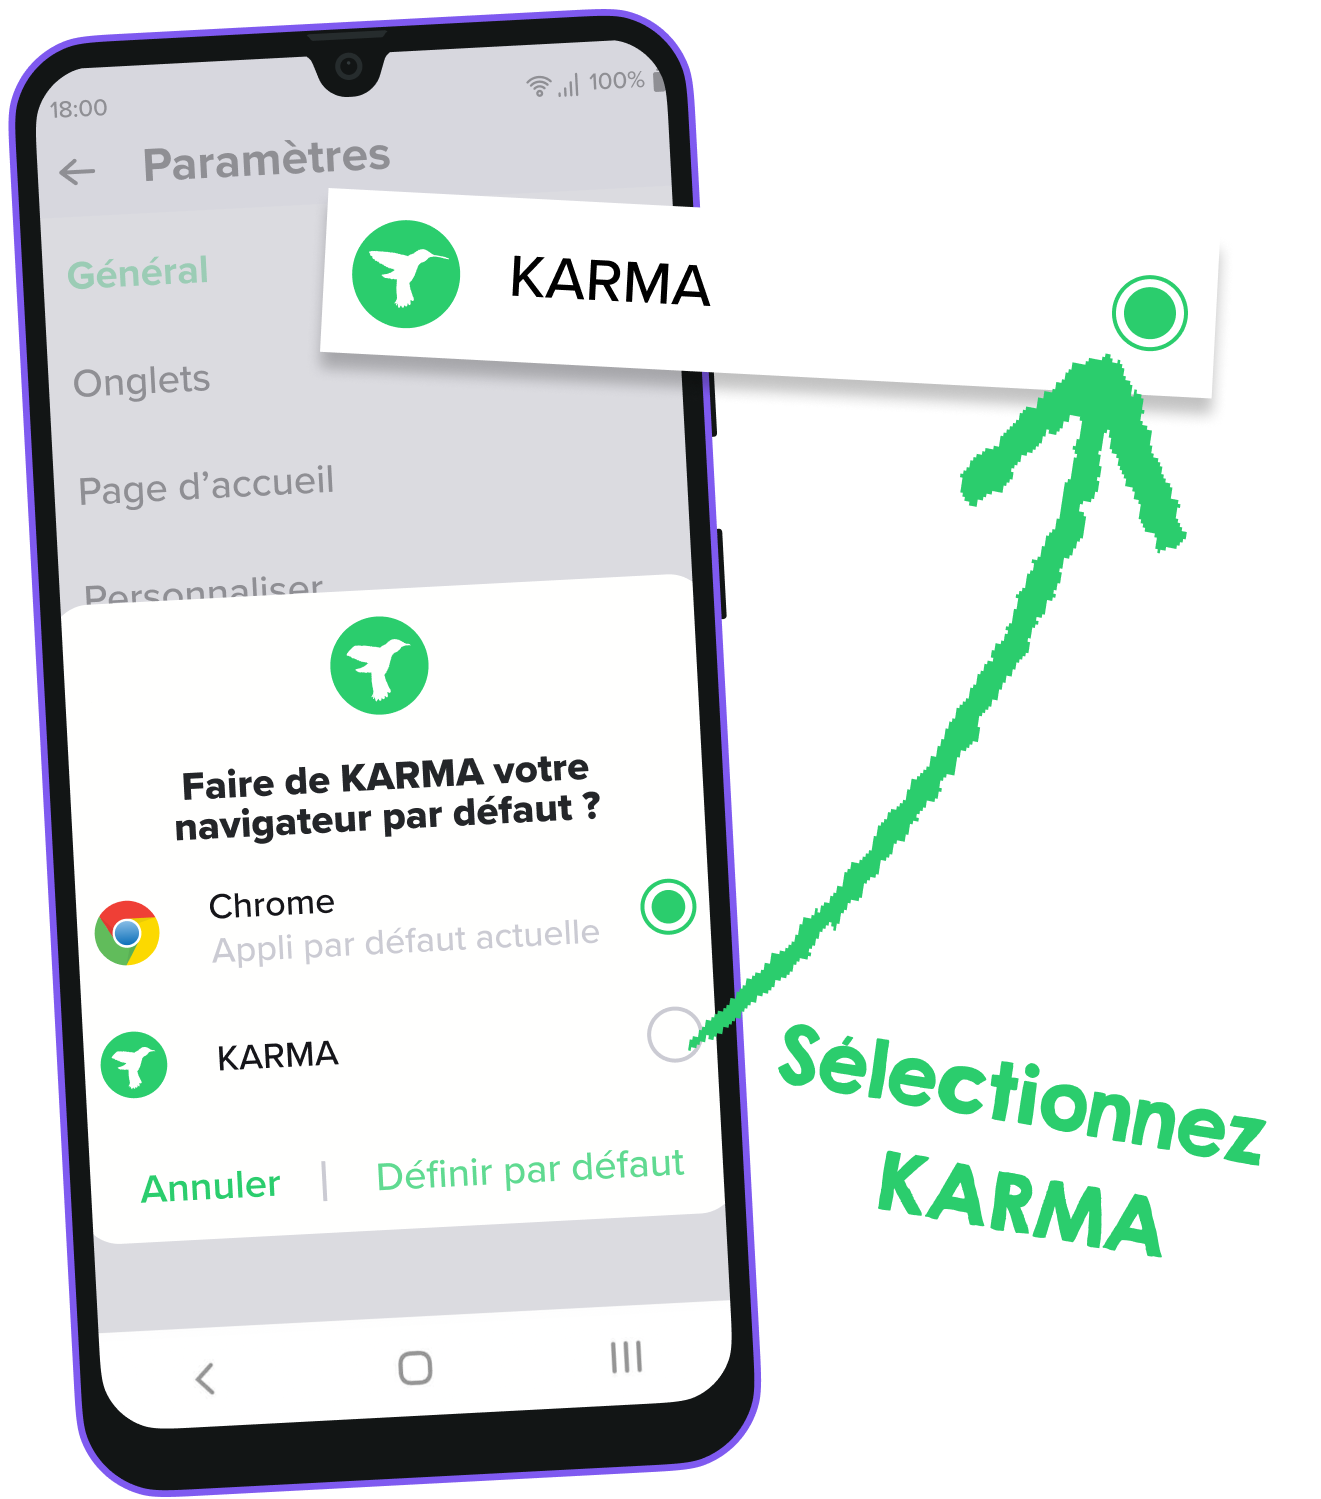 18:00
100%
Paramètres
Général
KARMA
Onglets
Page d’accueil
Personnaliser
Faire de KARMA votre
navigateur par défaut ?
Chrome
Appli par défaut actuelle
KARMA
Annuler | Définir par défaut
Sélectionnez
KARMA